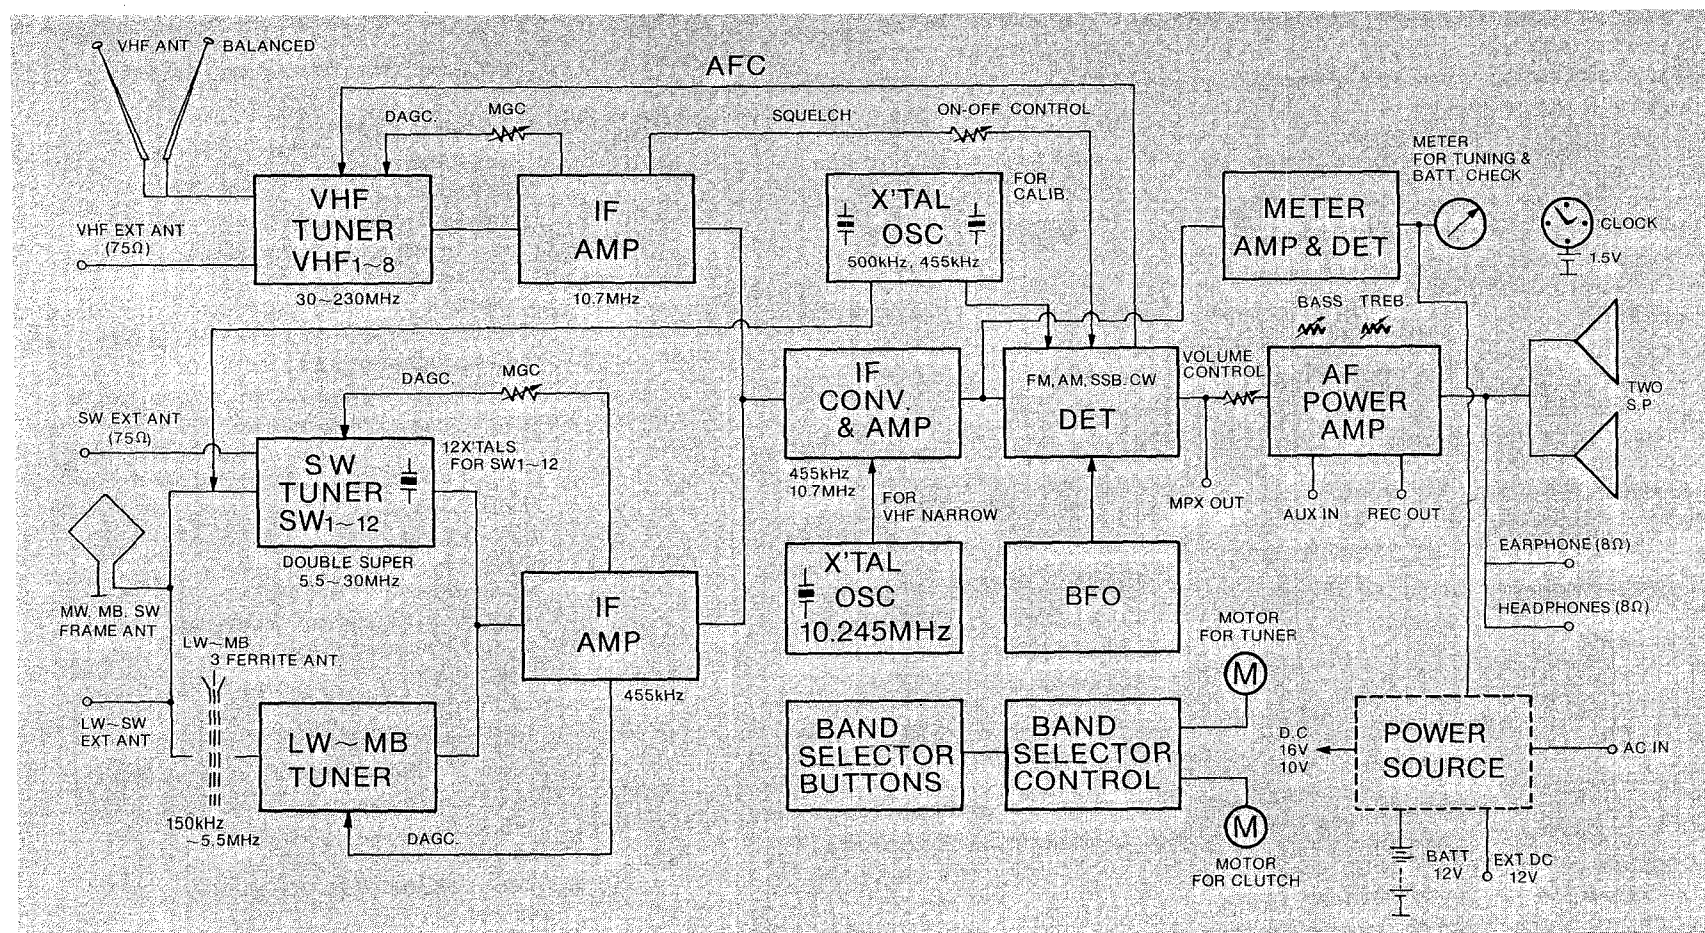 VHF ANT BALANCED
AFC
DAGC.
MGC
SQUELCH
ON-OFF CONTROL
VHF EXT ANT
(75Ω)
VHF
TUNER
VHF1~8
30~230MHz
IF
AMP
10.7MHz
X'TAL
OSC
500kHz, 455kHz
FOR
CALIB.
METER
AMP & DET
METER
FOR TUNING &
BATT. CHECK
CLOCK
1.5V
SW EXT ANT
(75Ω)
DAGC.
MGC
SW
TUNER
SW1~12
12X'TALS
FOR SW1~12
DOUBLE SUPER
5.5~30MHz
IF
CONV.
& AMP
455kHz
10.7MHz
FOR
VHF NARROW
FM, AM, SSB. CW
DET
VOLUME
CONTROL
MPX OUT
BASS TREB.
AF
POWER
AMP
AUX IN
REC OUT
TWO
S.P.
EARPHONE (8Ω)
HEADPHONES (8Ω)
MW, MB, SW
FRAME ANT
LW~MB
3 FERRITE ANT.
IF
AMP
455kHz
X'TAL
OSC
10.245MHz
BFO
LW~SW
EXT ANT
150kHz
~5.5MHz
LW~MB
TUNER
DAGC.
BAND
SELECTOR
BUTTONS
BAND
SELECTOR
CONTROL
MOTOR
FOR TUNER
M
M
MOTOR
FOR CLUTCH
D.C
16V
10V
POWER
SOURCE
AC IN
BATT
12V
EXT DC
12V